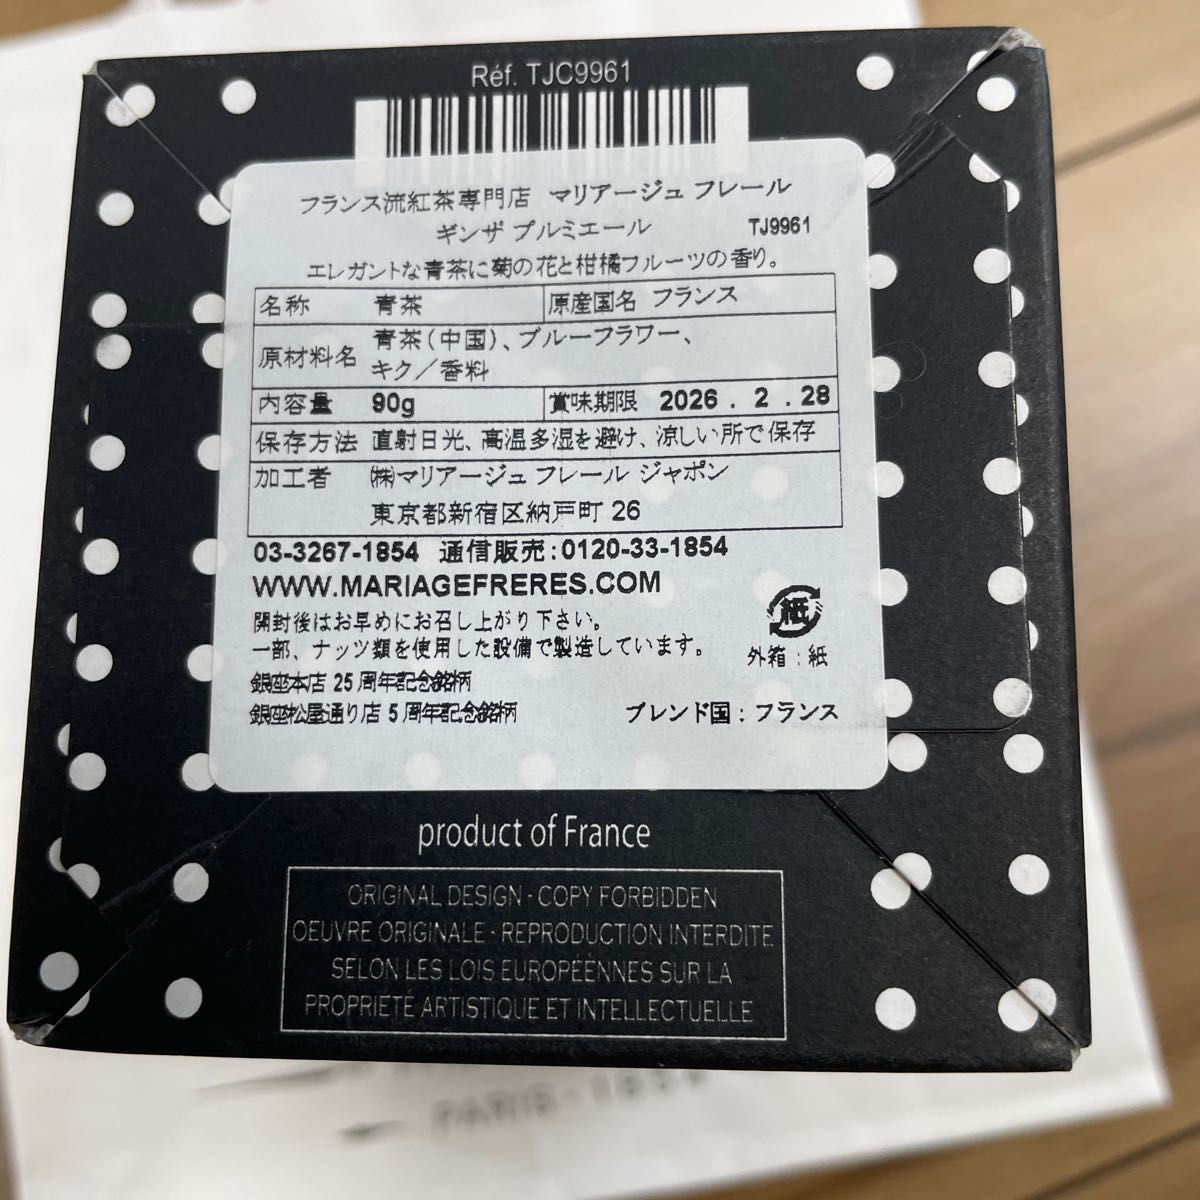 Réf. TJC9961
フランス流紅茶専門店 マリアージュ フレール
ギンザ プルミエール TJ9961
エレガントな青茶に菊の花と柑橘フルーツの香り。
名称 青茶 原産国名 フランス
原材料名 青茶(中国)、ブルーフラワー、
キク/香料
内容量 90g 賞味期限 2026 . 2 . 28
保存方法 直射日光、高温多湿を避け、涼しい所で保存
加工者 ㈱マリアージュ フレール ジャポン
東京都新宿区納戸町 26
03-3267-1854 通信販売:0120-33-1854
WWW.MARIAGEFRERES.COM
開封後はお早めにお召し上がり下さい。
一部、ナッツ類を使用した設備で製造しています。
紙
外箱:紙
銀座本店 25 周年記念銘柄
銀座松屋通り店 5 周年記念銘柄
ブレンド国:フランス
product of France
ORIGINAL DESIGN · COPY FORBIDDEN
OEUVRE ORIGINALE · REPRODUCTION INTERDITE
SELON LES LOIS EUROPÉENNES SUR LA
PROPRIÉTÉ ARTISTIQUE ET INTELLECTUELLE
PARIS · 1854